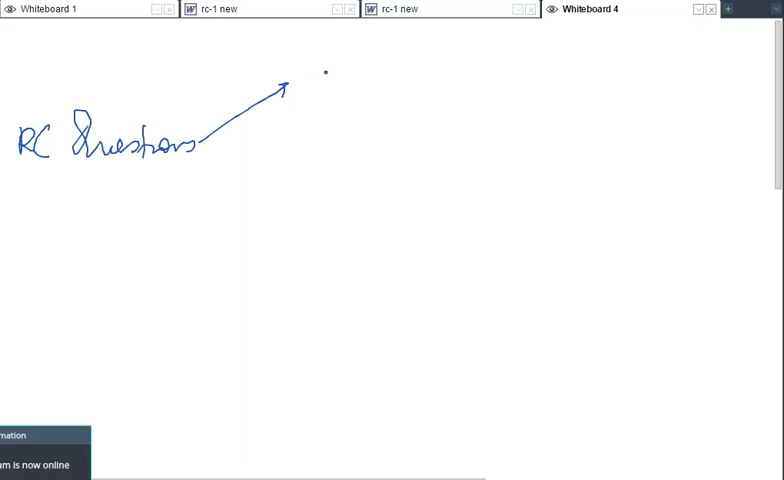 Whiteboard 1
rc-1 new
rc-1 new
Whiteboard 4
RC Questions
mation
am is now online